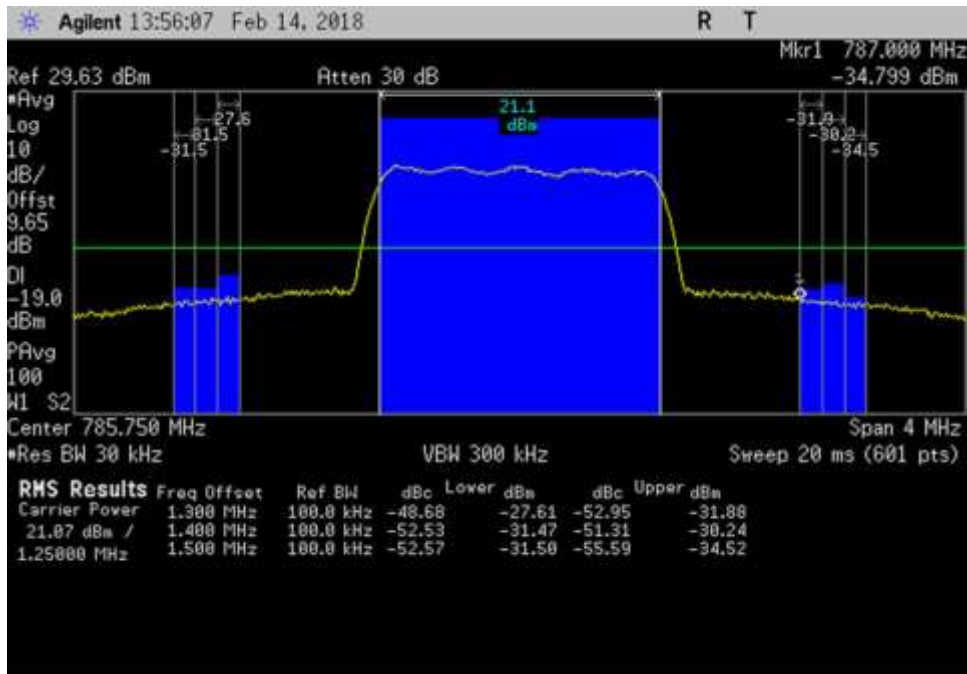 Agilent 13:56:07 Feb 14, 2018 R T
Mkr1 787.000 MHz
Ref 29.63 dBm Atten 30 dB -34.799 dBm
*Avg
Log
10
dB/
Offst
9.65
dB
DI
-19.0
dBm
PAvg
100
W1 S2
21.1
dBm
-27.6
-31.5
-31.5
-31.9
-30.2
-34.5
1
Center 785.750 MHz Span 4 MHz
*Res BW 30 kHz VBW 300 kHz Sweep 20 ms (601 pts)
RMS Results Freq Offset Ref BW dBc Lower dBm dBc Upper dBm
Carrier Power 1.300 MHz 100.0 kHz -48.68 -27.61 -52.95 -31.88
21.07 dBm / 1.400 MHz 100.0 kHz -52.53 -31.47 -51.31 -30.24
1.25000 MHz 1.500 MHz 100.0 kHz -52.57 -31.50 -55.59 -34.52